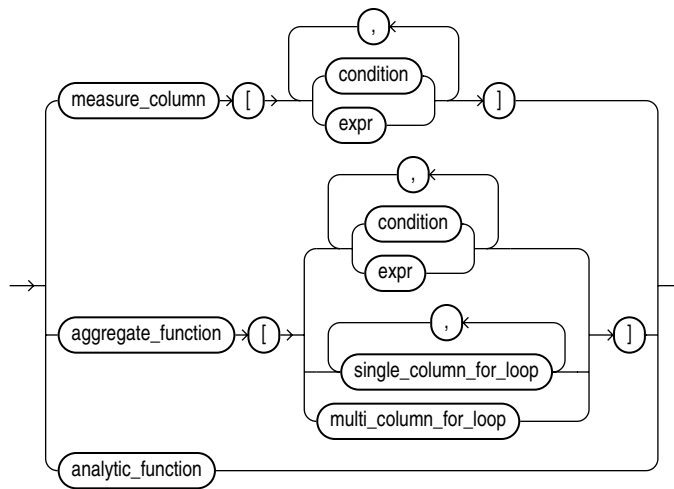 ,
condition
measure_column [ ]
expr
,
condition
expr
aggregate_function [ , ]
single_column_for_loop
multi_column_for_loop
analytic_function